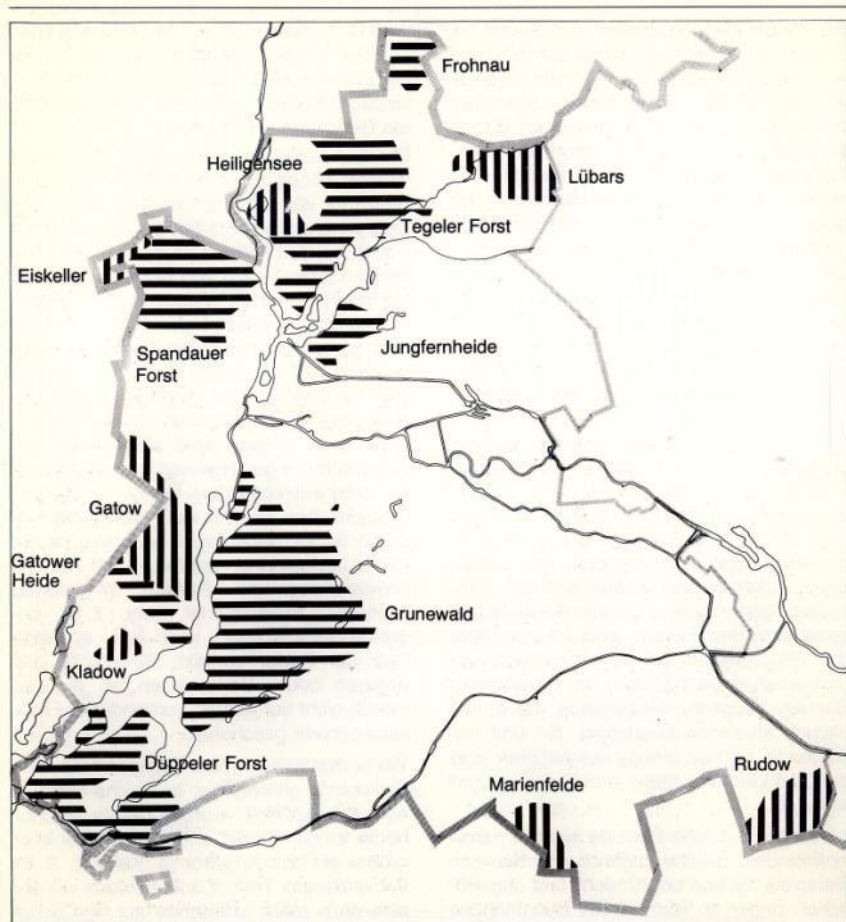 Frohnau
Heiligensee
Lübars
Tegeler Forst
Eiskeller
Spandauer
Forst
Jungfernheide
Gatow
Gatower
Heide
Grunewald
Kladow
Düppeler Forst
Marienfelde
Rudow